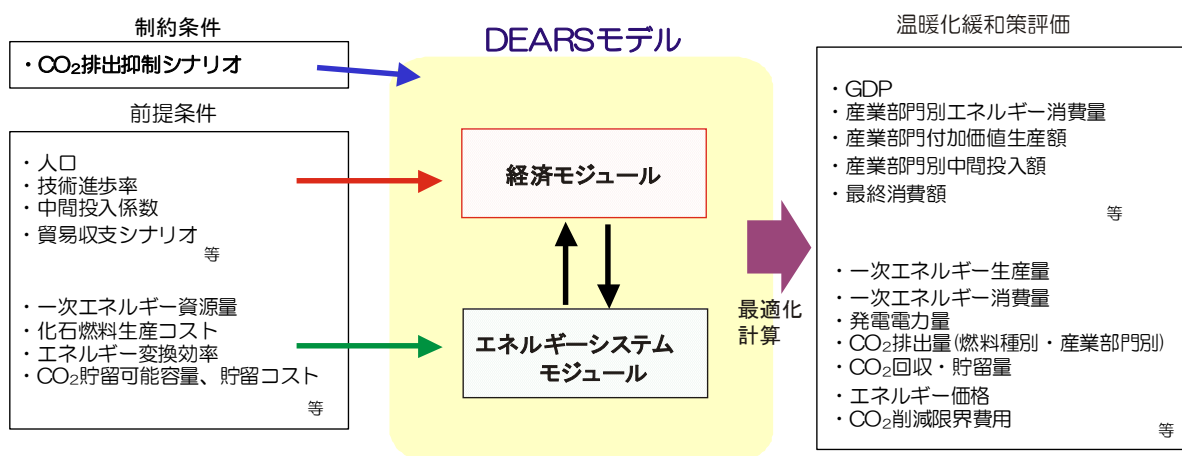 制約条件
・CO₂排出抑制シナリオ
前提条件
・人口
・技術進歩率
・中間投入係数
・貿易収支シナリオ
等
・一次エネルギー資源量
・化石燃料生産コスト
・エネルギー変換効率
・CO₂貯留可能容量、貯留コスト
等
DEARSモデル
経済モジュール
エネルギーシステム
モジュール
最適化
計算
温暖化緩和策評価
・GDP
・産業部門別エネルギー消費量
・産業部門付加価値生産額
・産業部門別中間投入額
・最終消費額
等
・一次エネルギー生産量
・一次エネルギー消費量
・発電電力量
・CO₂排出量(燃料種別・産業部門別)
・CO₂回収・貯留量
・エネルギー価格
・CO₂削減限界費用
等